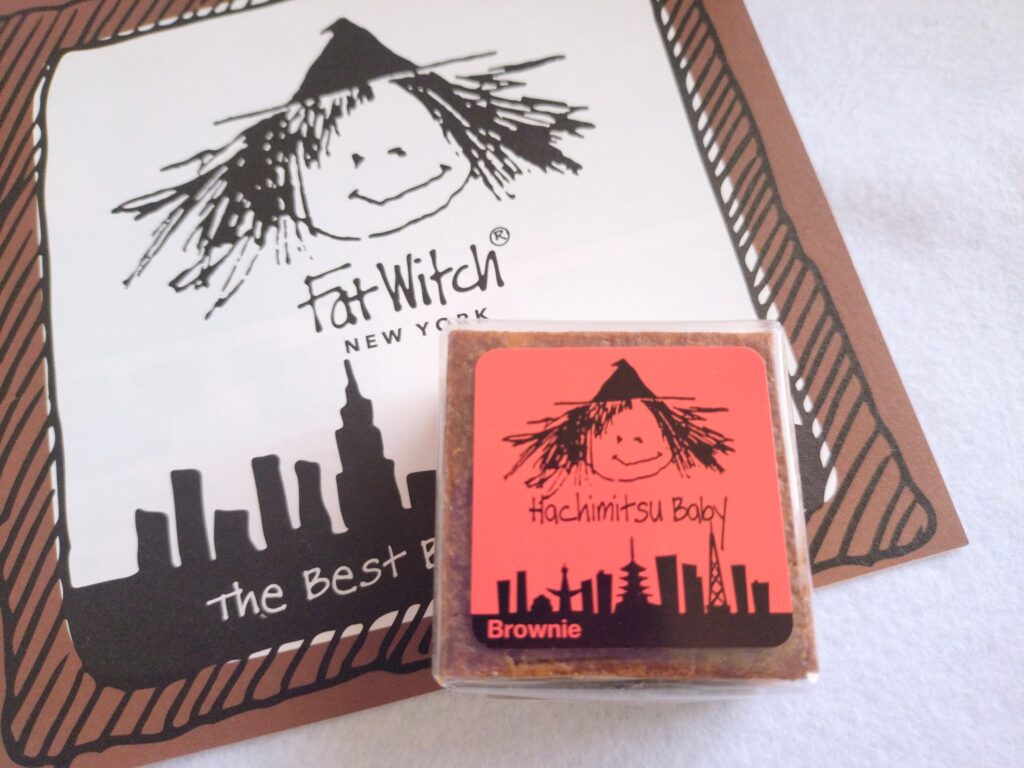 Fat Witch®
NEW YORK
The Best
Hachimitsu Baby
Brownie